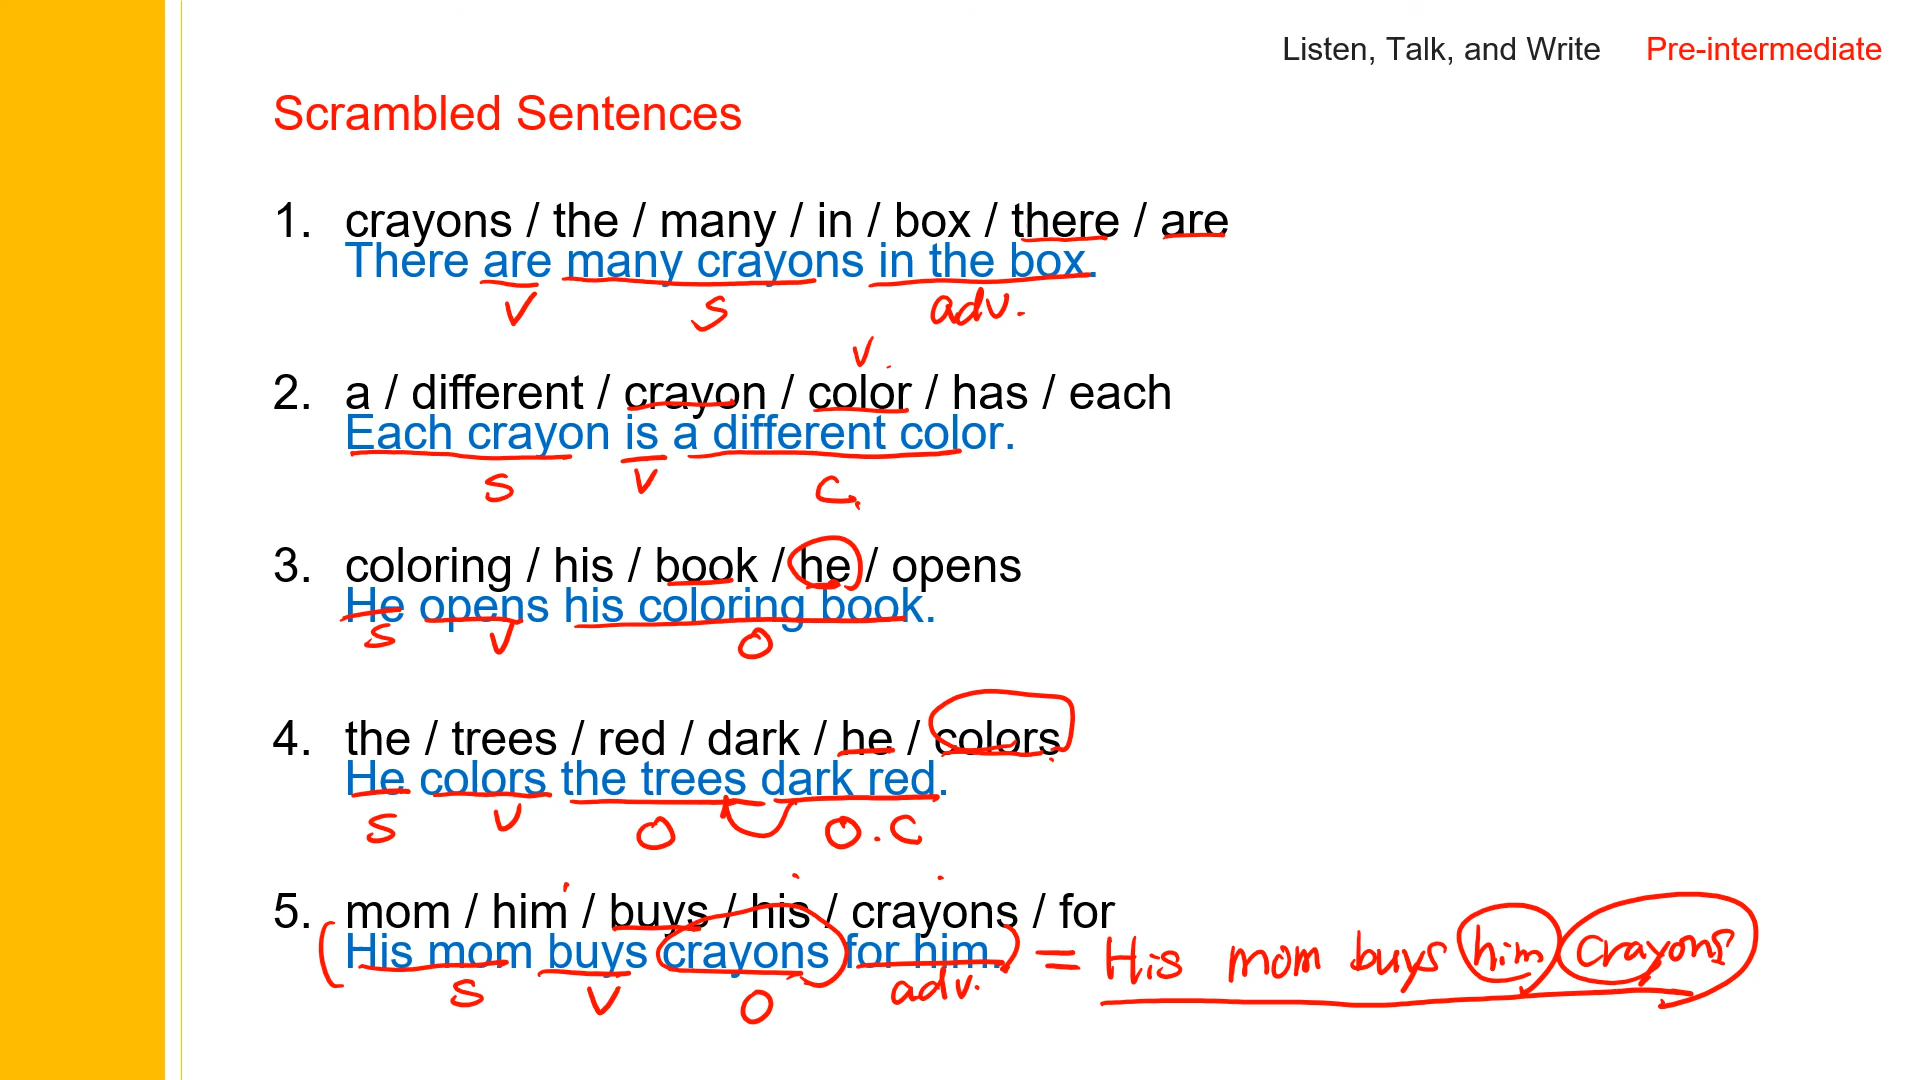 Listen, Talk, and Write Pre-intermediate
Scrambled Sentences
1. crayons / the / many / in / box / there / are
There are many crayons in the box.
V S adv.
V
2. a / different / crayon / color / has / each
Each crayon is a different color.
S V C
3. coloring / his / book / he / opens
He opens his coloring book.
S V O
4. the / trees / red / dark / he / colors
He colors the trees dark red.
S V O O.C
5. mom / him / buys / his / crayons / for
(His mom buys crayons for him.) = His mom buys him crayons
S V O adv.